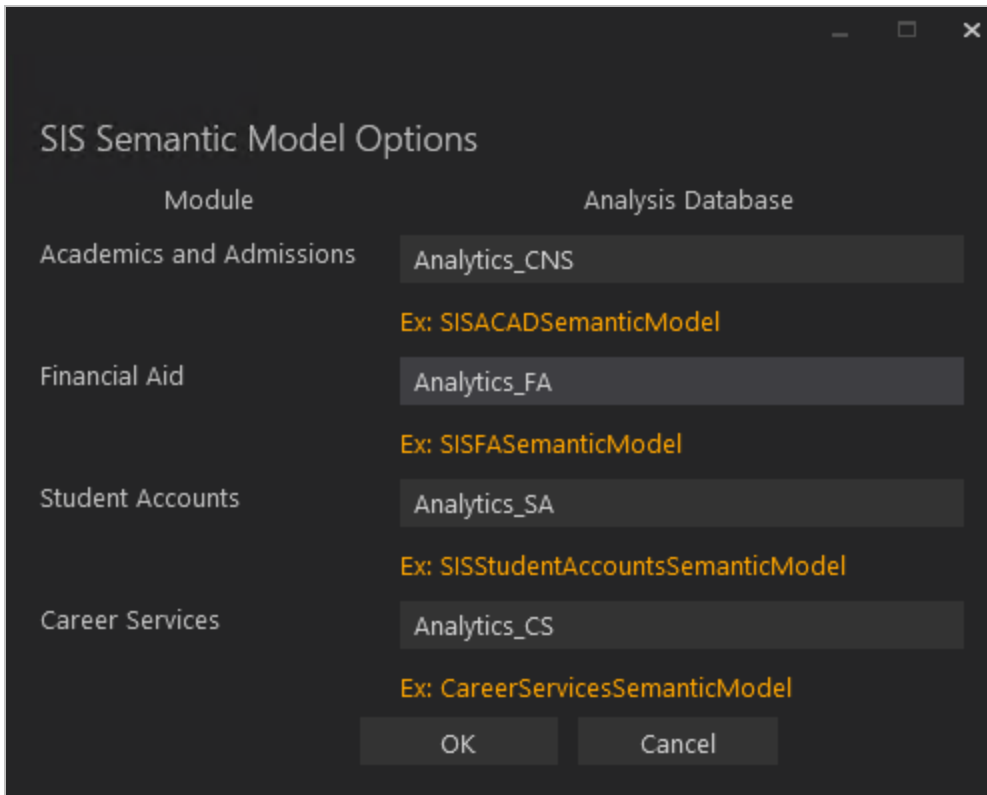 SIS Semantic Model Options
Module Analysis Database
Academics and Admissions Analytics_CNS
Ex: SISACADSemanticModel
Financial Aid Analytics_FA
Ex: SISFASemanticModel
Student Accounts Analytics_SA
Ex: SISStudentAccountsSemanticModel
Career Services Analytics_CS
Ex: CareerServicesSemanticModel
OK Cancel